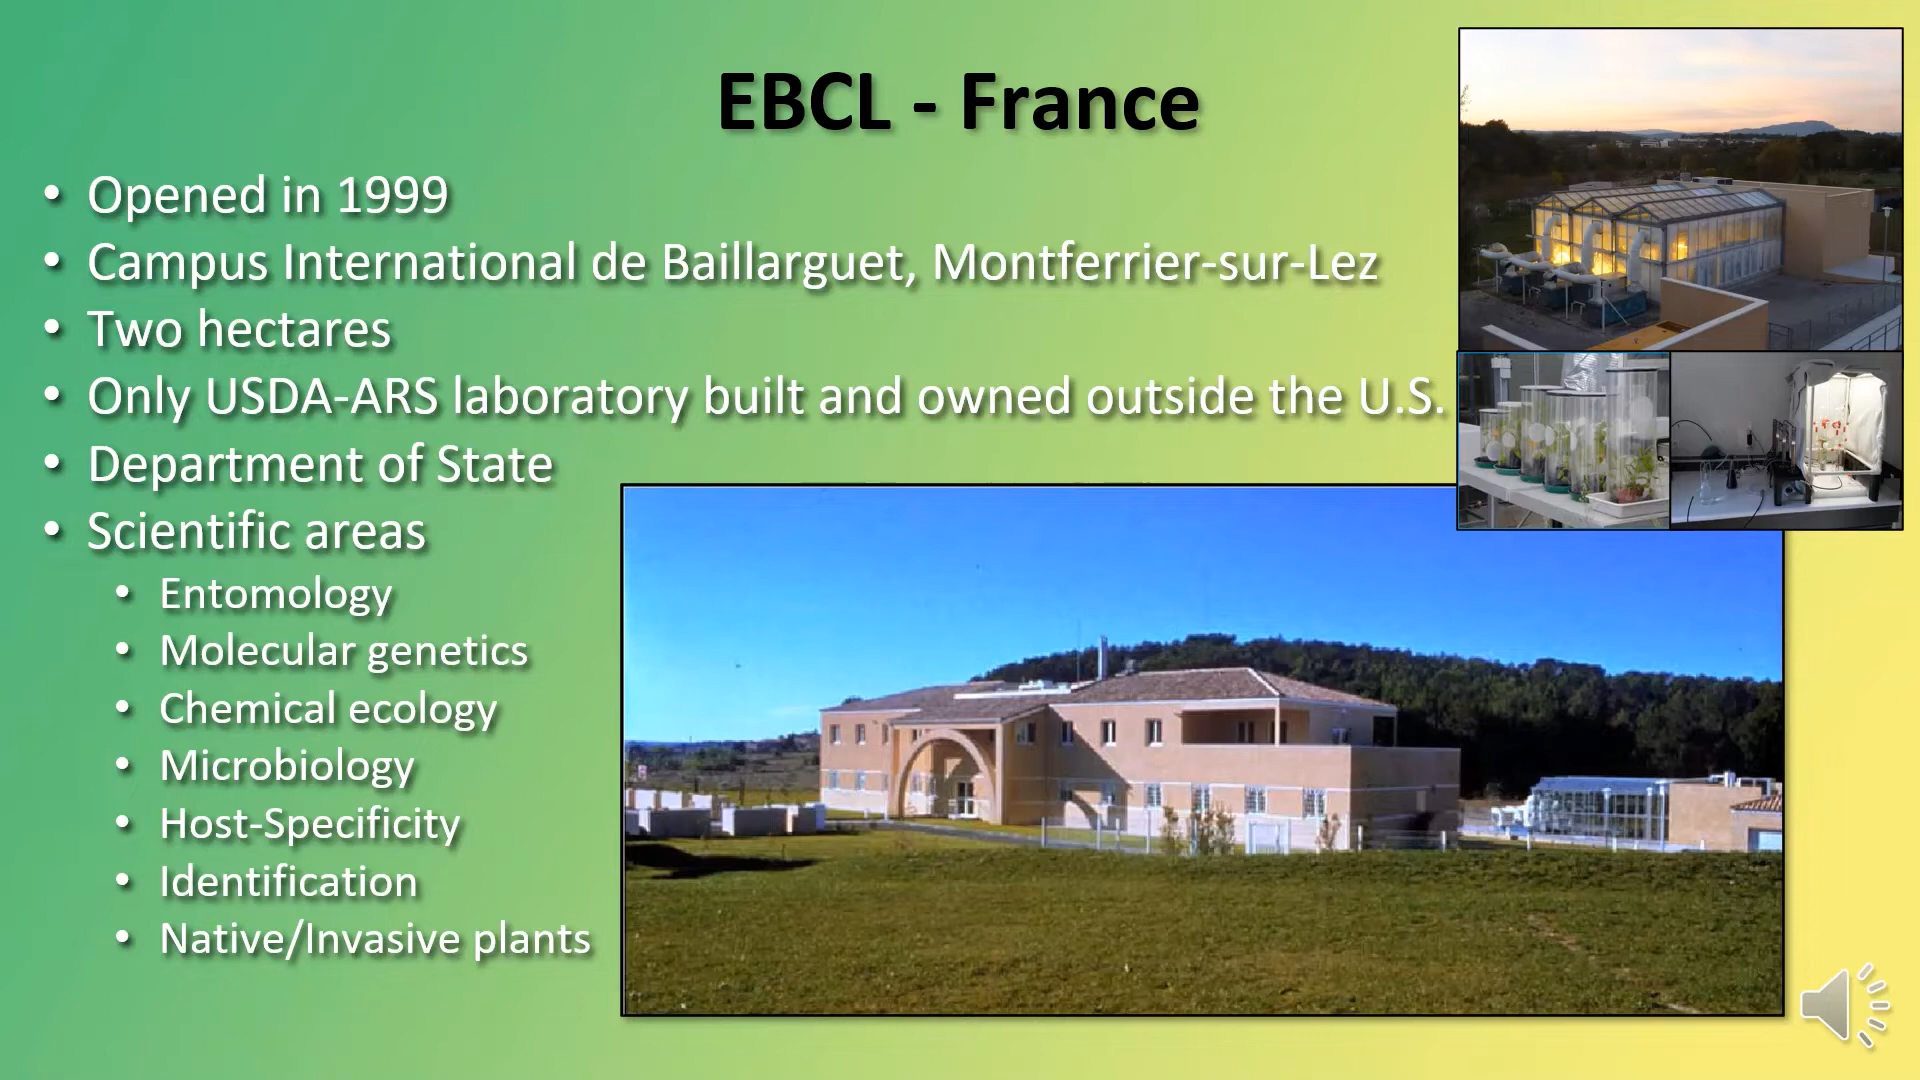 EBCL - France
• Opened in 1999
• Campus International de Baillarguet, Montferrier-sur-Lez
• Two hectares
• Only USDA-ARS laboratory built and owned outside the U.S.
• Department of State
• Scientific areas
• Entomology
• Molecular genetics
• Chemical ecology
• Microbiology
• Host-Specificity
• Identification
• Native/Invasive plants